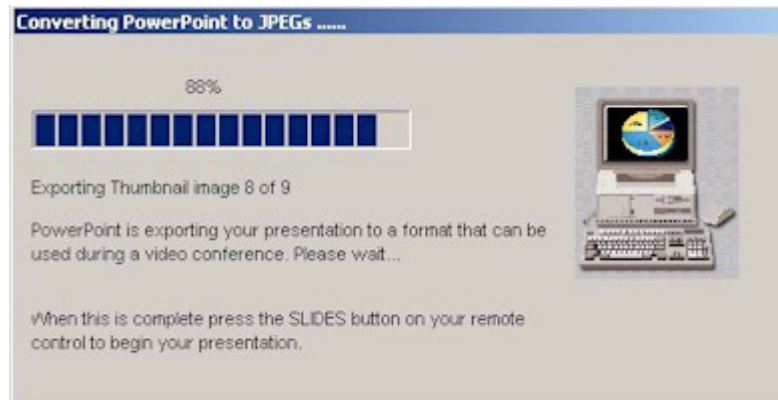 Converting PowerPoint to JPEGs ......
88%
Exporting Thumbnail image 8 of 9
PowerPoint is exporting your presentation to a format that can be
used during a video conference. Please wait...
When this is complete press the SLIDES button on your remote
control to begin your presentation.